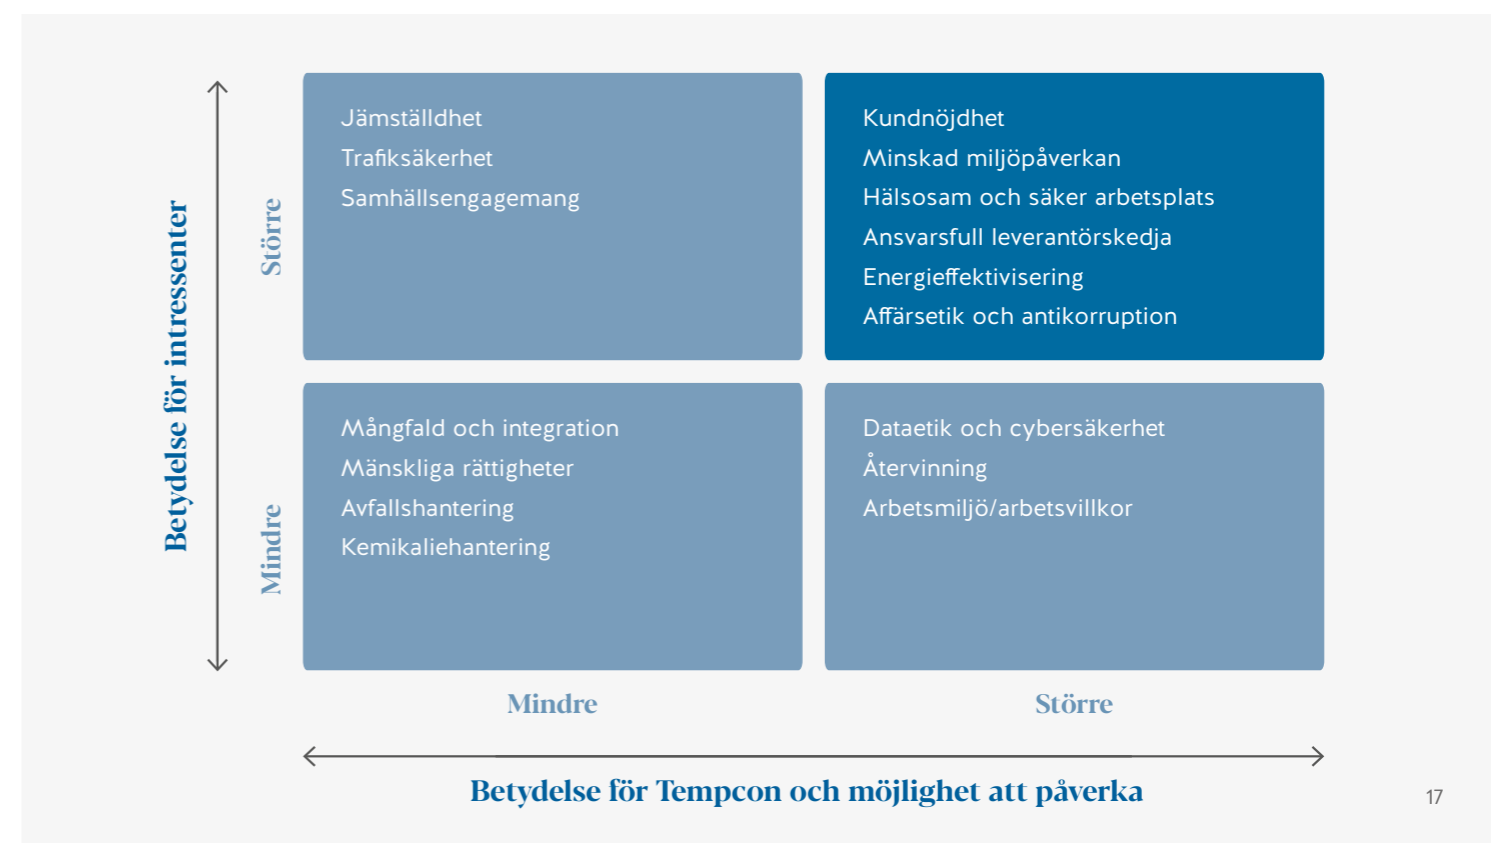 Betydelse för intressenter
Större
Jämställdhet
Trafiksäkerhet
Samhällsengagemang
Kundnöjdhet
Minskad miljöpåverkan
Hälsosam och säker arbetsplats
Ansvarsfull leverantörskedja
Energieffektivisering
Affärsetik och antikorruption
Mindre
Mångfald och integration
Mänskliga rättigheter
Avfallshantering
Kemikaliehantering
Dataetik och cybersäkerhet
Återvinning
Arbetsmiljö/arbetsvillkor
Mindre
Större
Betydelse för Tempcon och möjlighet att påverka
17